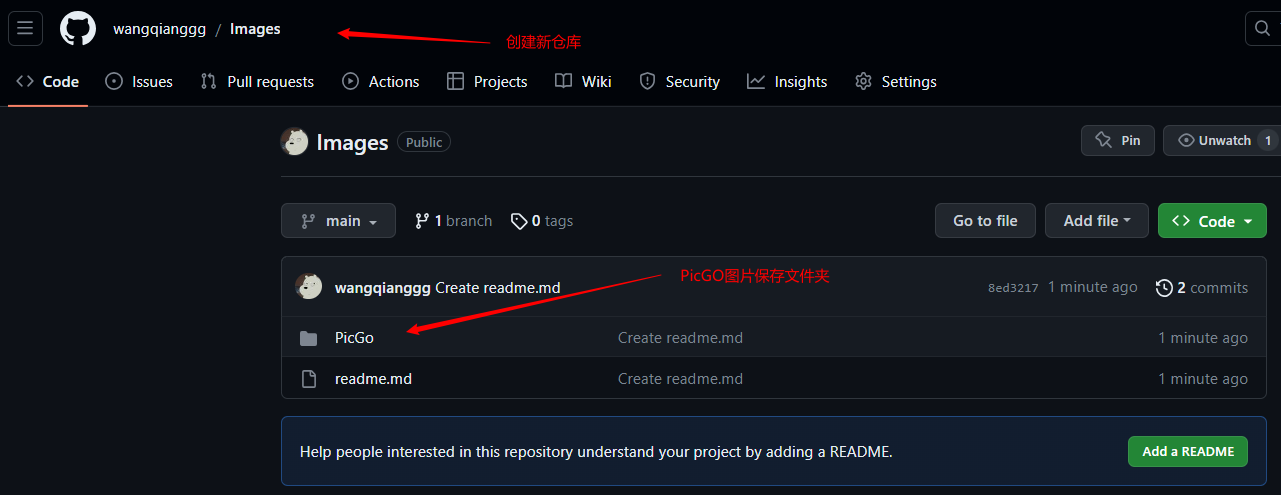 wangqianggg / Images
创建新仓库
Code Issues Pull requests Actions Projects Wiki Security Insights Settings
Images Public Pin Unwatch 1
main 1 branch 0 tags Go to file Add file Code
PicGO图片保存文件夹
wangqianggg Create readme.md 8ed3217 1 minute ago 2 commits
PicGo Create readme.md 1 minute ago
readme.md Create readme.md 1 minute ago
Help people interested in this repository understand your project by adding a README. Add a README